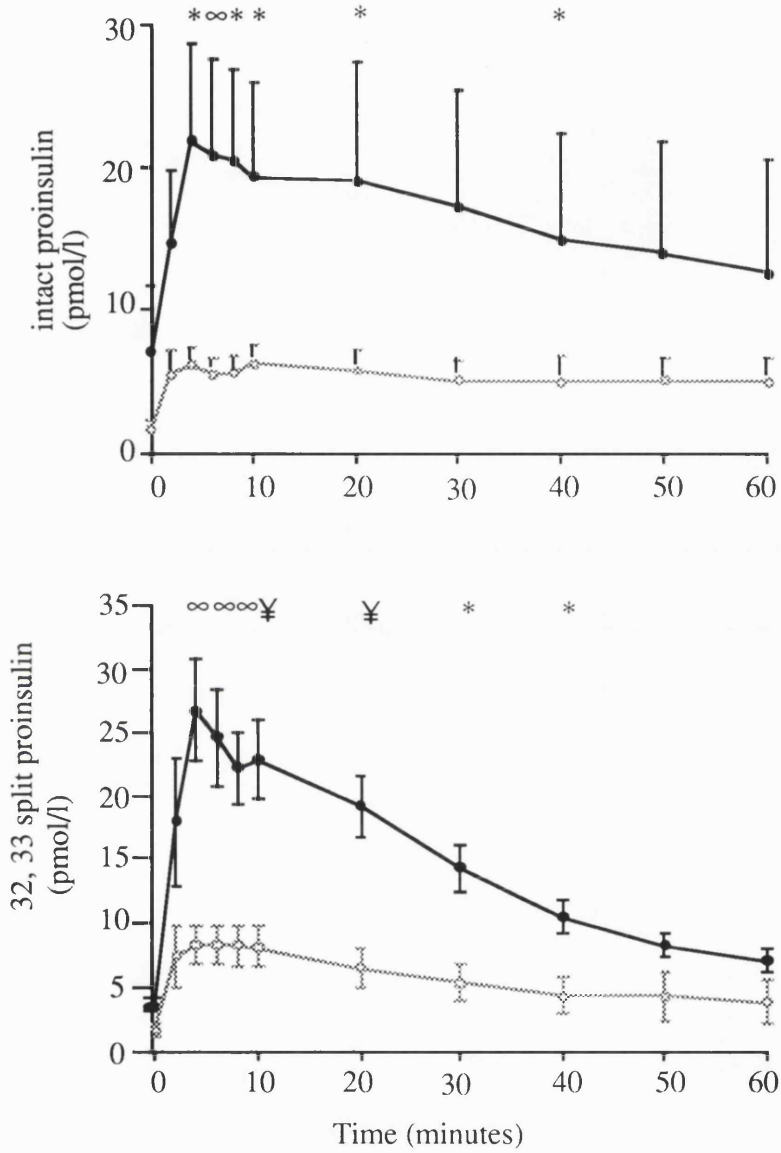 * ∞ * * * *
30
20
10
0
intact proinsulin
(pmol/l)
0 10 20 30 40 50 60
∞ ∞ ∞ ¥ ¥ * *
35
30
25
20
15
10
5
0
32, 33 split proinsulin
(pmol/l)
0 10 20 30 40 50 60
Time (minutes)